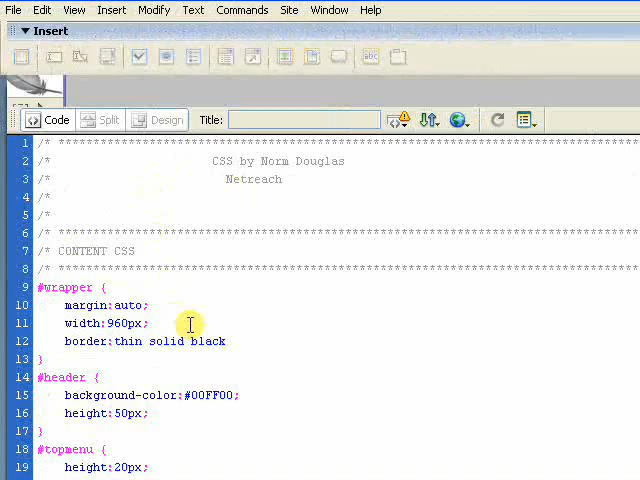 File Edit View Insert Modify Text Commands Site Window Help
Insert
abc
Code Split Design Title:
1 /* **************************************************************************************
2 /* CSS by Norm Douglas
3 /* Netreach
4 /*
5 /*
6 /* **************************************************************************************
7 /* CONTENT CSS
8 /* **************************************************************************************
9 #wrapper {
10 margin:auto;
11 width:960px;
12 border:thin solid black
13 }
14 #header {
15 background-color:#00FF00;
16 height:50px;
17 }
18 #topmenu {
19 height:20px;